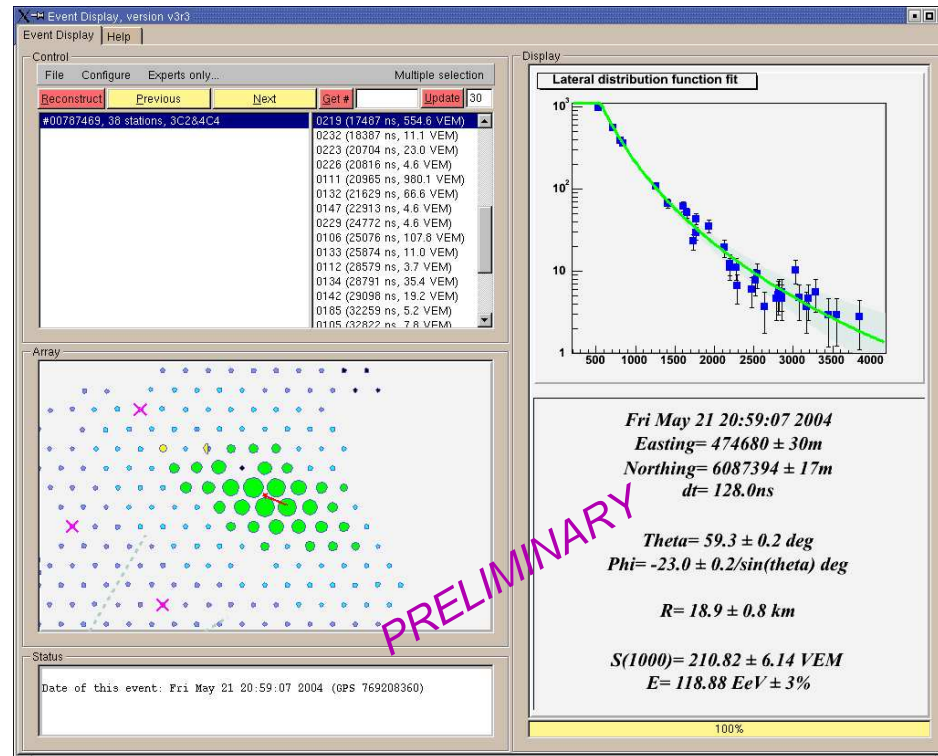 Event Display, version v3r3
Event Display Help
Control
File Configure Experts only... Multiple selection
Reconstruct Previous Next Get # Update 30
#00787469, 38 stations, 3C2&4C4
0219 (17487 ns, 554.6 VEM)
0232 (18387 ns, 11.1 VEM)
0223 (20704 ns, 23.0 VEM)
0226 (20816 ns, 4.6 VEM)
0111 (20965 ns, 980.1 VEM)
0132 (21629 ns, 66.6 VEM)
0147 (22913 ns, 4.6 VEM)
0229 (24772 ns, 4.6 VEM)
0106 (25076 ns, 107.8 VEM)
0133 (25874 ns, 11.0 VEM)
0112 (28579 ns, 3.7 VEM)
0134 (28791 ns, 35.4 VEM)
0142 (29098 ns, 19.2 VEM)
0185 (32259 ns, 5.2 VEM)
0105 (32822 ns, 7.8 VEM)
Array
Status
Date of this event: Fri May 21 20:59:07 2004 (GPS 769208360)
Display
Lateral distribution function fit
10³
10²
10
1
500 1000 1500 2000 2500 3000 3500 4000
Fri May 21 20:59:07 2004
Easting= 474680 ± 30m
Northing= 6087394 ± 17m
dt= 128.0ns
Theta= 59.3 ± 0.2 deg
Phi= -23.0 ± 0.2/sin(theta) deg
R= 18.9 ± 0.8 km
S(1000)= 210.82 ± 6.14 VEM
E= 118.88 EeV ± 3%
100%
PRELIMINARY